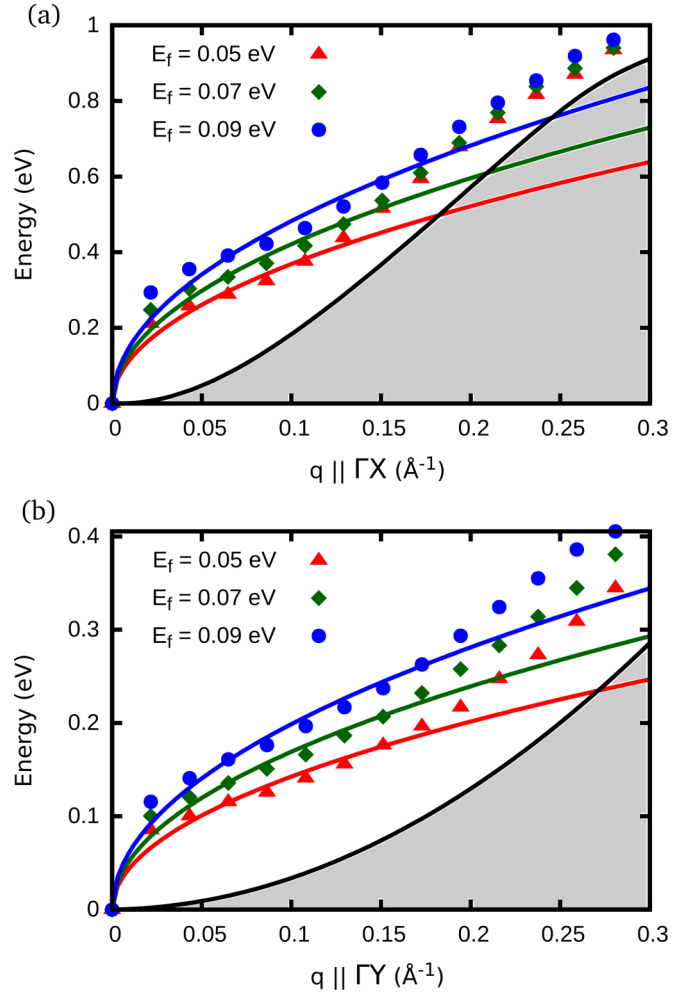 (a)
1
0.8
0.6
0.4
0.2
0
Energy (eV)
E_f = 0.05 eV
E_f = 0.07 eV
E_f = 0.09 eV
0 0.05 0.1 0.15 0.2 0.25 0.3
q || ΓX (Å⁻¹)
(b)
0.4
0.3
0.2
0.1
0
Energy (eV)
E_f = 0.05 eV
E_f = 0.07 eV
E_f = 0.09 eV
0 0.05 0.1 0.15 0.2 0.25 0.3
q || ΓY (Å⁻¹)